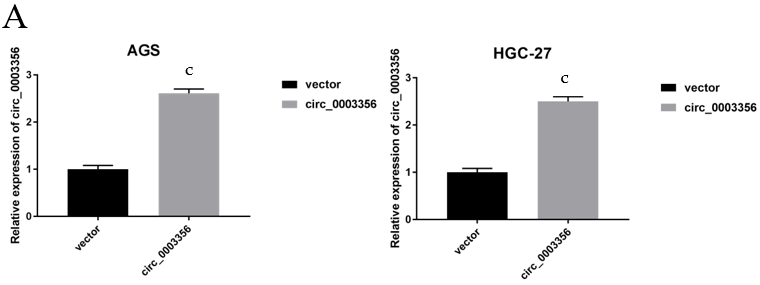 A
AGS
Relative expression of circ_0003356
3
2
1
0
c
vector
circ_0003356
vector
circ_0003356
HGC-27
Relative expression of circ_0003356
3
2
1
0
c
vector
circ_0003356
vector
circ_0003356